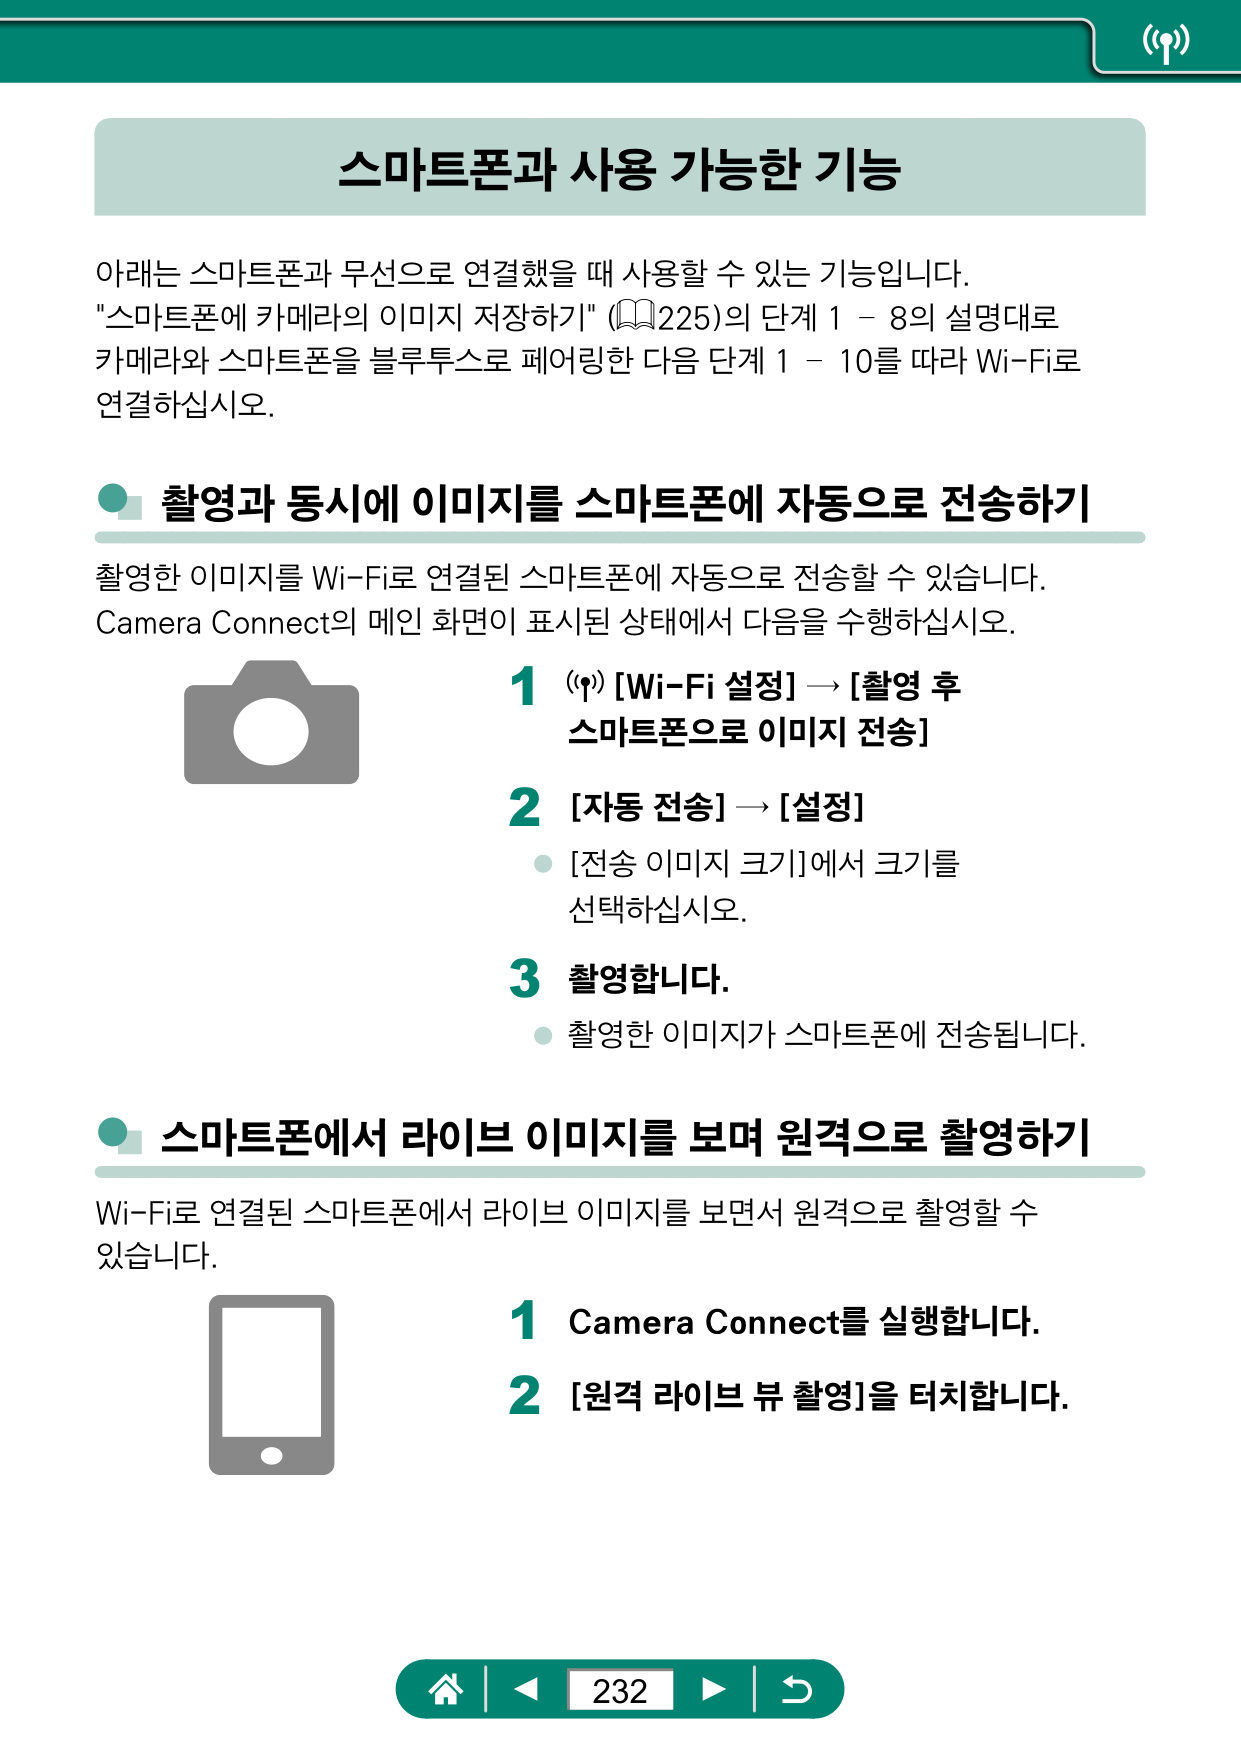 스마트폰과 사용 가능한 기능
아래는 스마트폰과 무선으로 연결했을 때 사용할 수 있는 기능입니다.
"스마트폰에 카메라의 이미지 저장하기" (225)의 단계 1 – 8의 설명대로
카메라와 스마트폰을 블루투스로 페어링한 다음 단계 1 – 10를 따라 Wi-Fi로
연결하십시오.
촬영과 동시에 이미지를 스마트폰에 자동으로 전송하기
촬영한 이미지를 Wi-Fi로 연결된 스마트폰에 자동으로 전송할 수 있습니다.
Camera Connect의 메인 화면이 표시된 상태에서 다음을 수행하십시오.
1 [Wi-Fi 설정] → [촬영 후
스마트폰으로 이미지 전송]
2 [자동 전송] → [설정]
● [전송 이미지 크기]에서 크기를
선택하십시오.
3 촬영합니다.
● 촬영한 이미지가 스마트폰에 전송됩니다.
스마트폰에서 라이브 이미지를 보며 원격으로 촬영하기
Wi-Fi로 연결된 스마트폰에서 라이브 이미지를 보면서 원격으로 촬영할 수
있습니다.
1 Camera Connect를 실행합니다.
2 [원격 라이브 뷰 촬영]을 터치합니다.
232